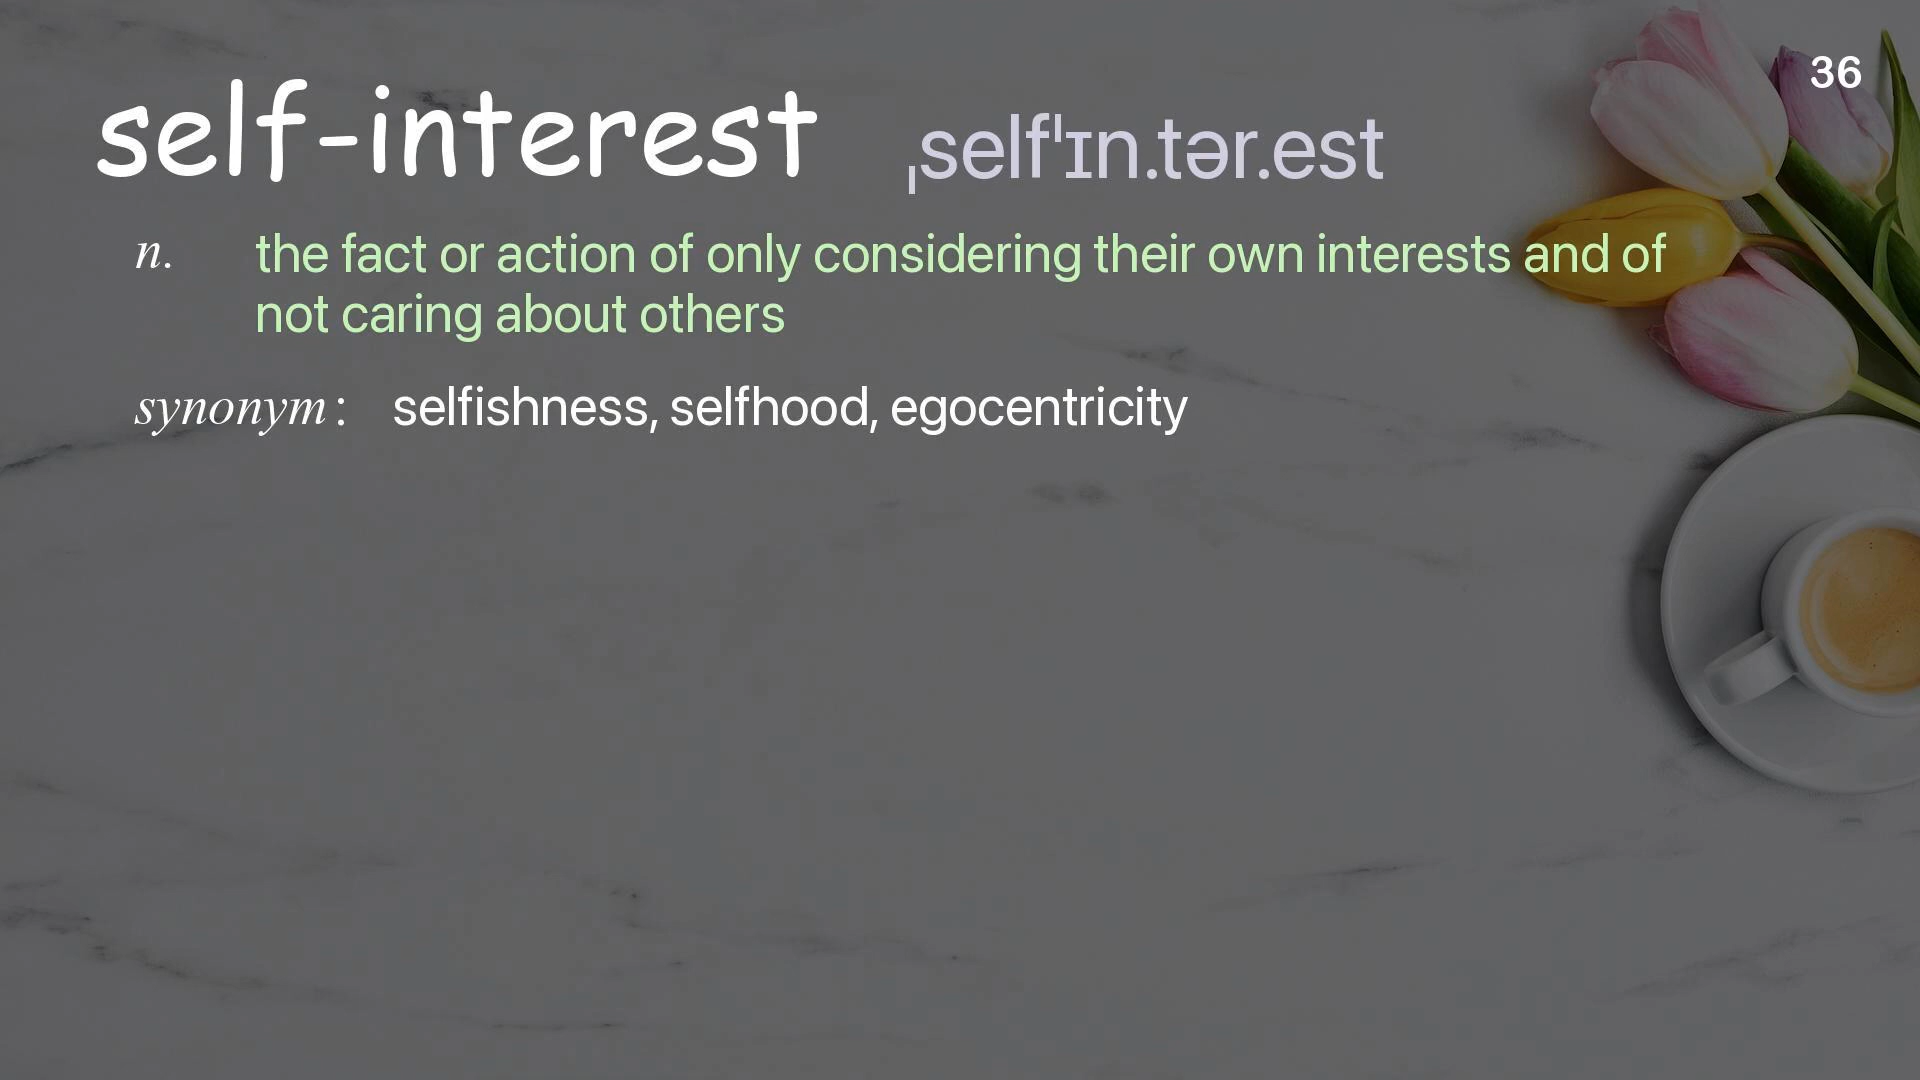 36
self-interest ˌselfˈɪn.tər.est
n. the fact or action of only considering their own interests and of
not caring about others
synonym: selfishness, selfhood, egocentricity